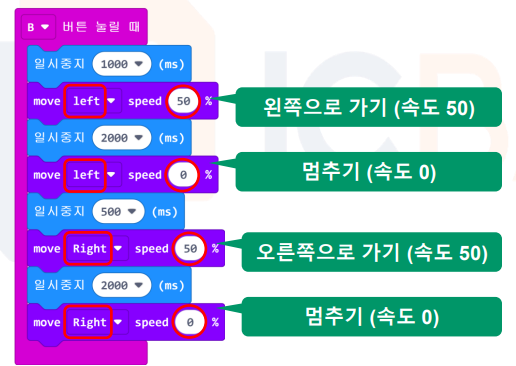 B 버튼 눌릴 때
일시중지 1000 (ms)
move left speed 50 %
왼쪽으로 가기 (속도 50)
일시중지 2000 (ms)
move left speed 0 %
멈추기 (속도 0)
일시중지 500 (ms)
move Right speed 50 %
오른쪽으로 가기 (속도 50)
일시중지 2000 (ms)
move Right speed 0 %
멈추기 (속도 0)